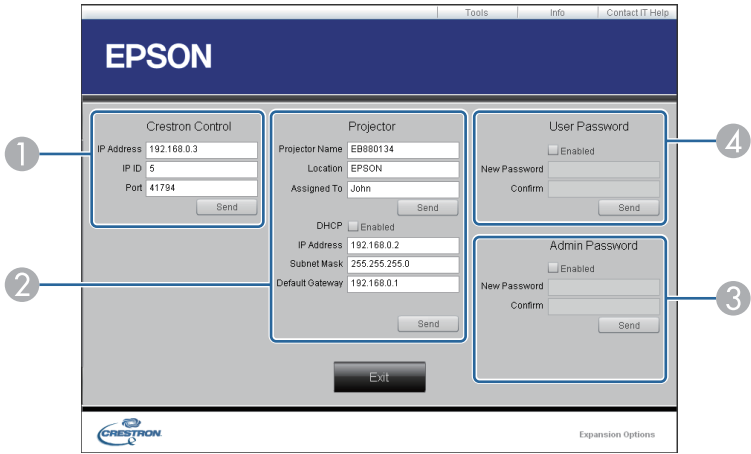 Tools Info Contact IT Help
EPSON
1
Crestron Control
IP Address 192.168.0.3
IP ID 5
Port 41794
Send
2
Projector
Projector Name EB880134
Location EPSON
Assigned To John
Send
DHCP Enabled
IP Address 192.168.0.2
Subnet Mask 255.255.255.0
Default Gateway 192.168.0.1
Send
4
User Password
Enabled
New Password
Confirm
Send
3
Admin Password
Enabled
New Password
Confirm
Send
Exit
CRESTRON
Expansion Options